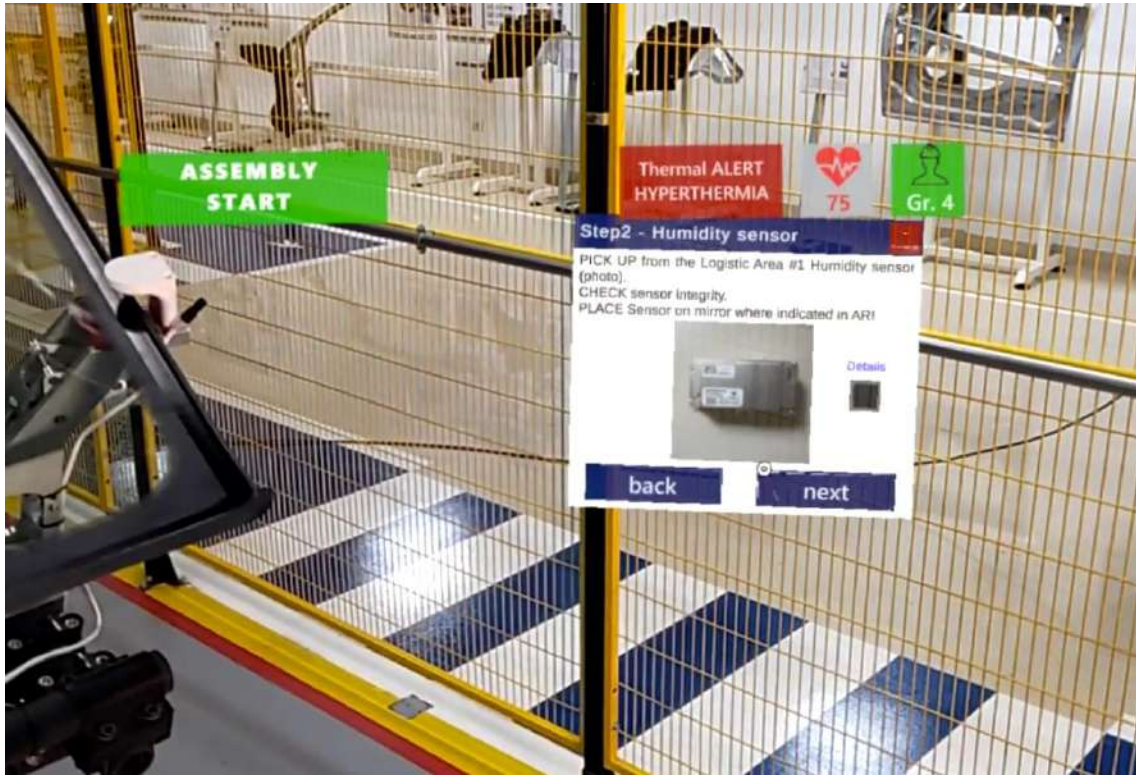 ASSEMBLY
START
Thermal ALERT
HYPERTHERMIA
75
Gr. 4
Step2 - Humidity sensor
PICK UP from the Logistic Area #1 Humidity sensor
(photo).
CHECK sensor integrity.
PLACE Sensor on mirror where indicated in AR!
Details
back
next